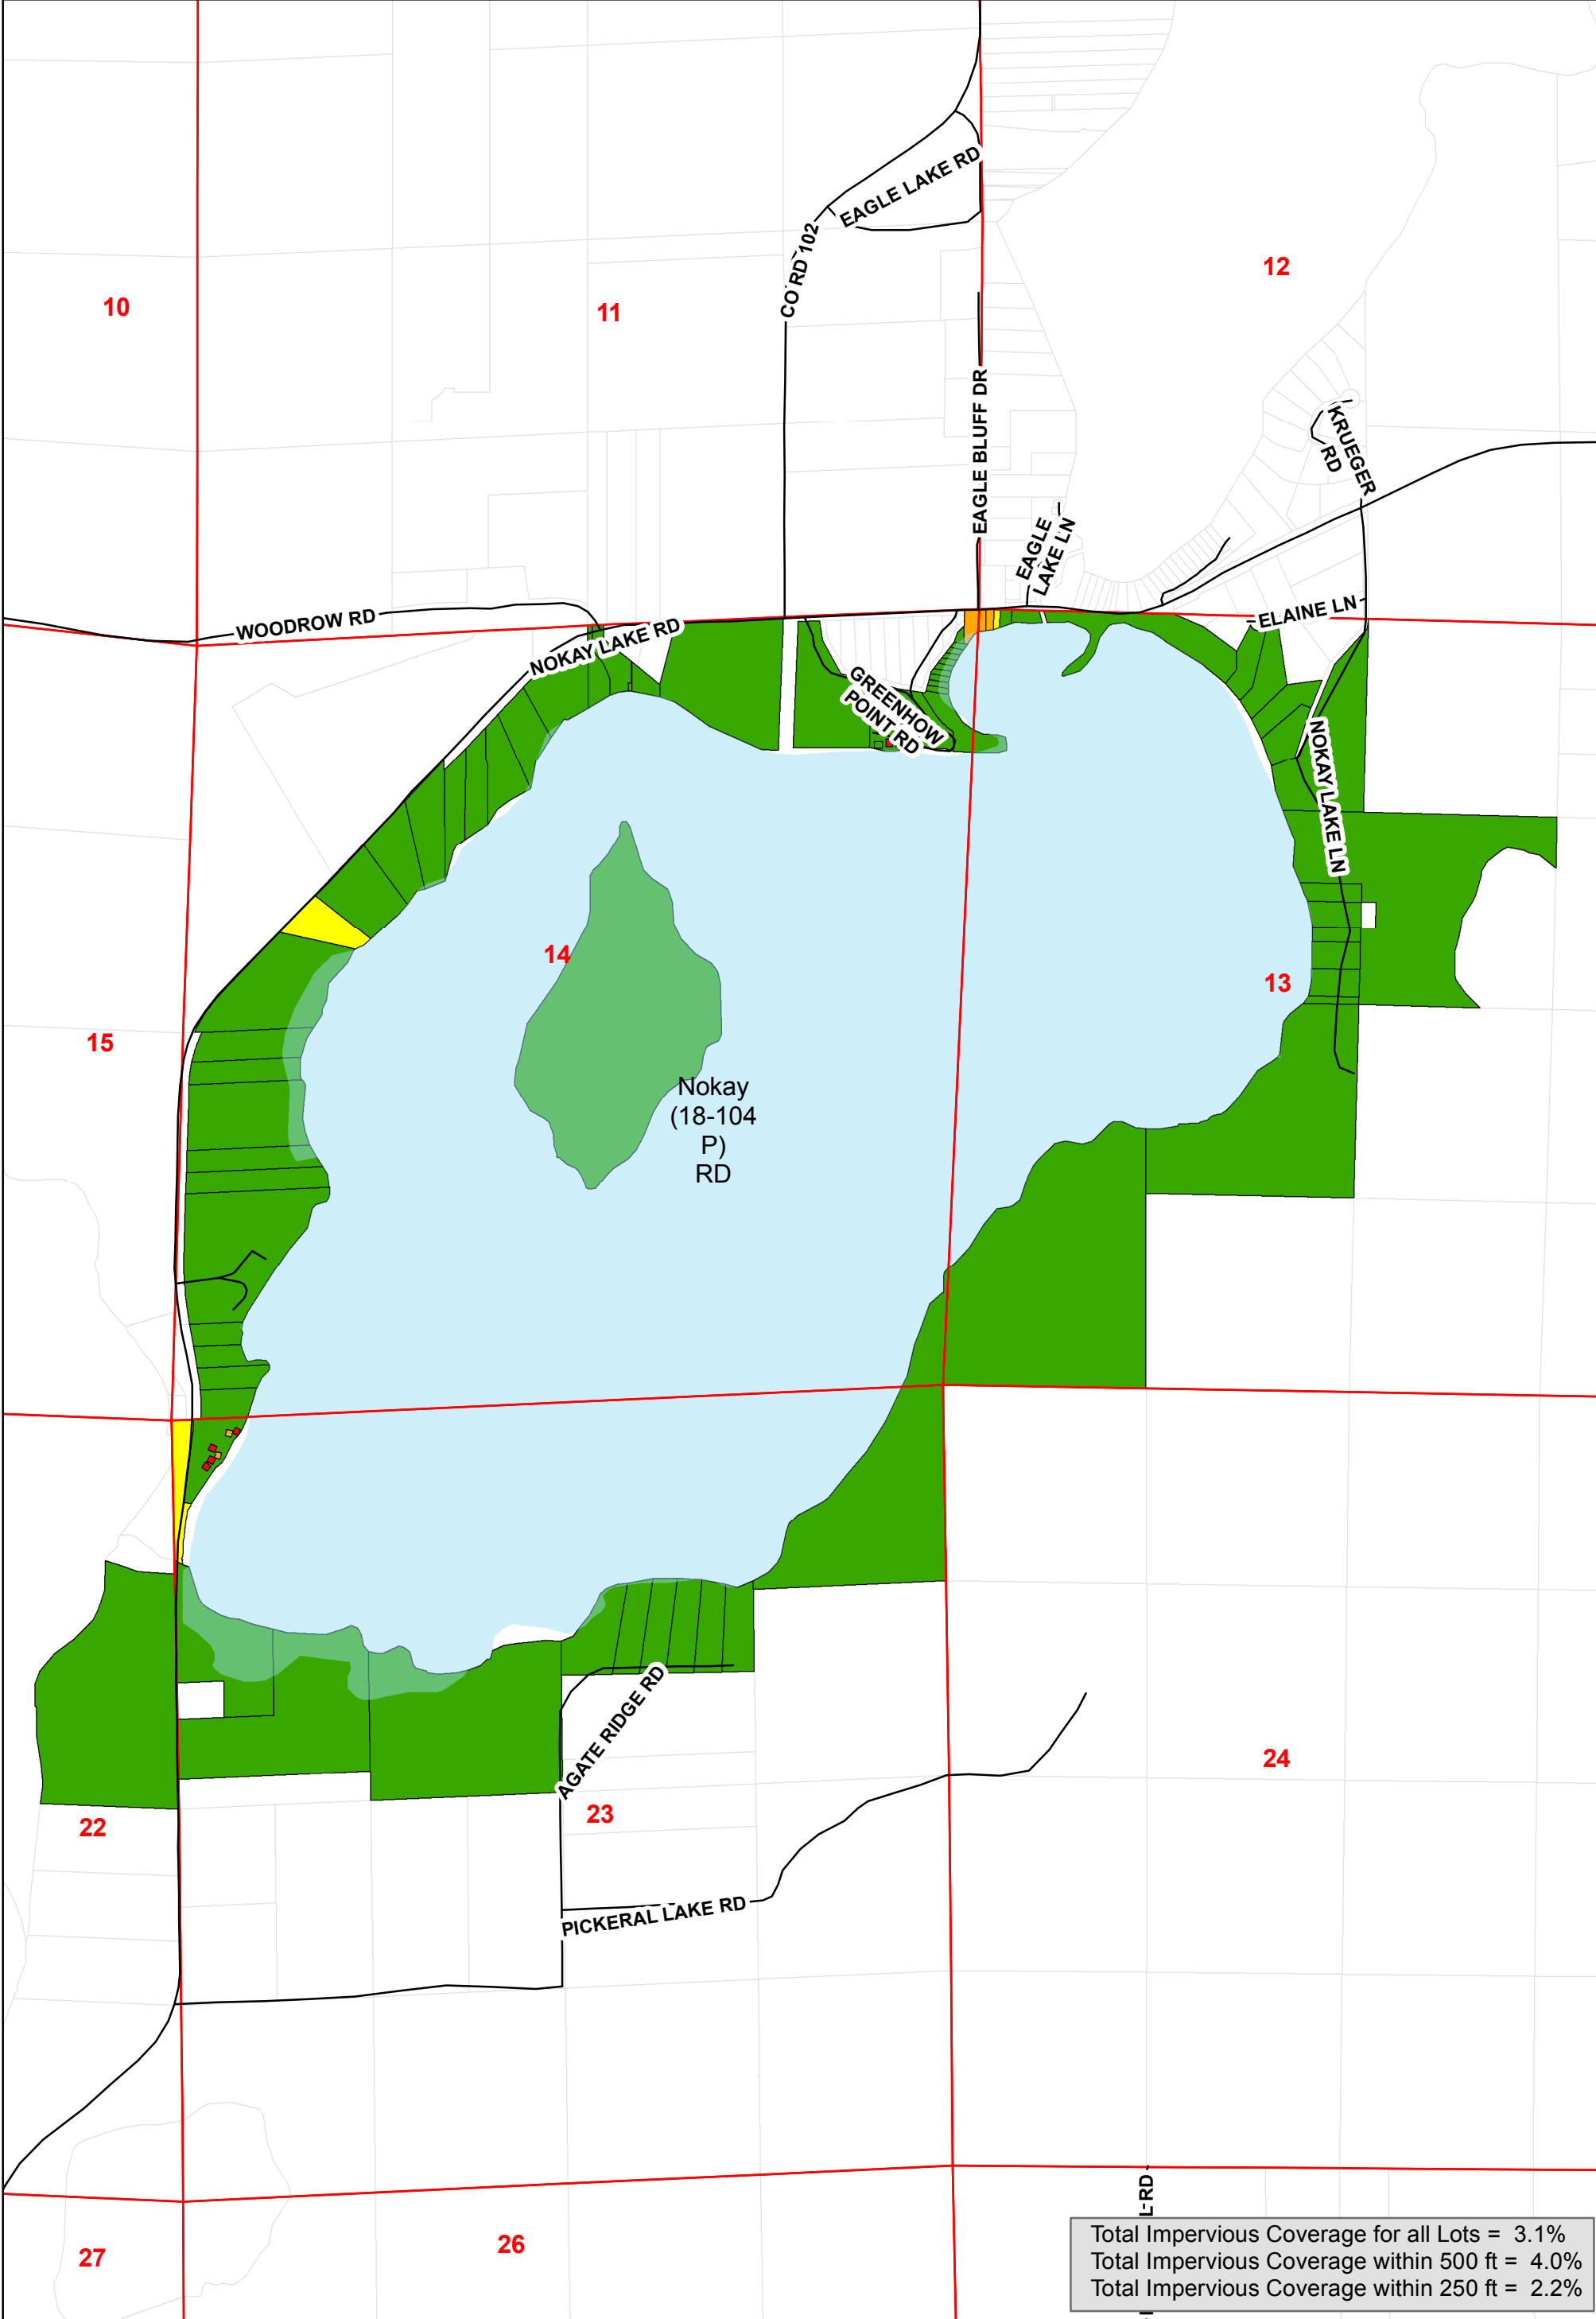 EAGLE LAKE RD
CO RD 102
12
10
11
EAGLE BLUFF DR
KRUEGER
RD
EAGLE
LAKE LN
WOODROW RD
ELAINE LN
NOKAY LAKE RD
GREENHOW
POINT RD
NOKAY LAKE LN
14
13
15
Nokay
(18-104
P)
RD
AGATE RIDGE RD
24
23
22
PICKERAL LAKE RD
L RD
27
26
Total Impervious Coverage for all Lots = 3.1%
Total Impervious Coverage within 500 ft = 4.0%
Total Impervious Coverage within 250 ft = 2.2%